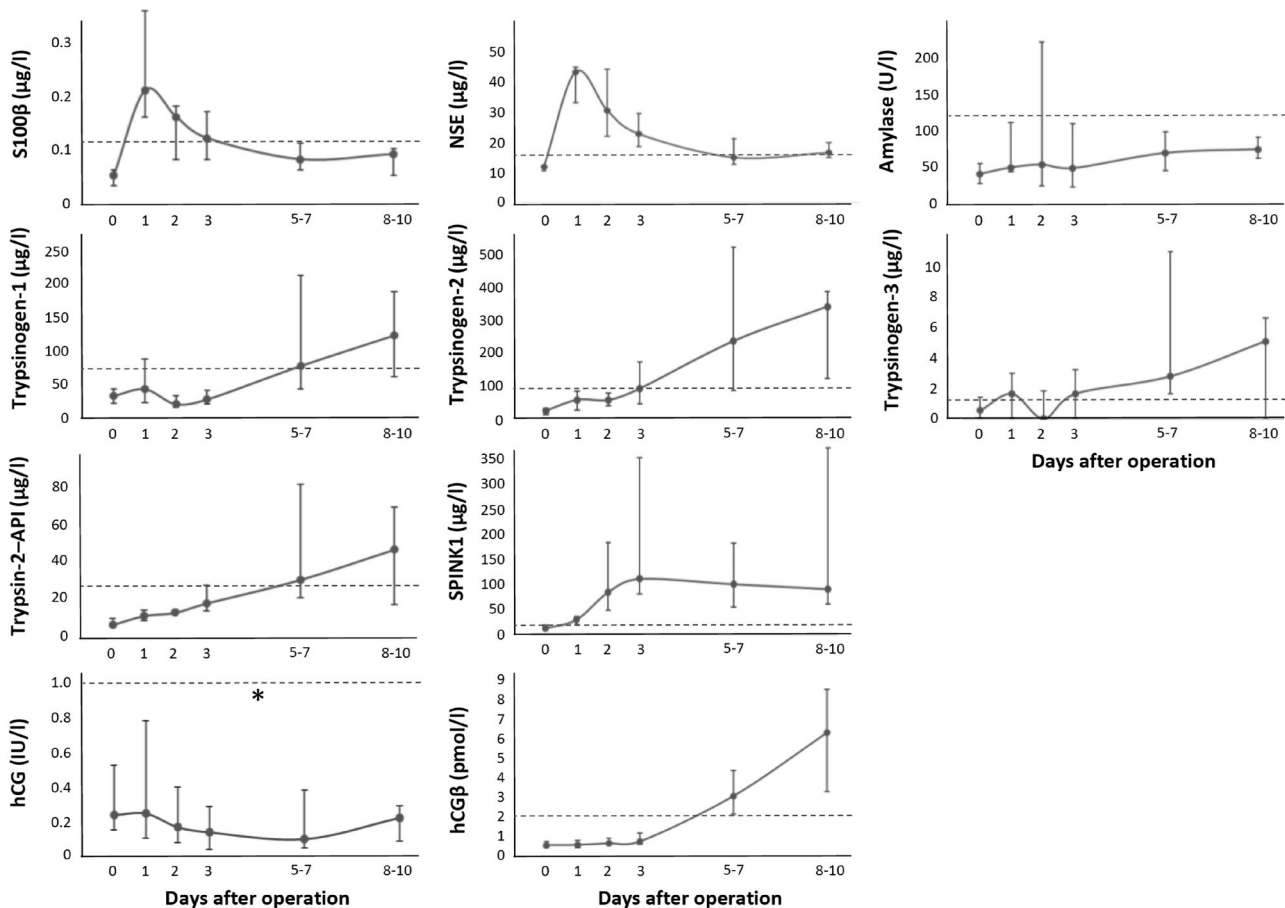 S100β (µg/l)
0.3
0.2
0.1
0
0 1 2 3 5-7 8-10
NSE (µg/l)
50
40
30
20
10
0
0 1 2 3 5-7 8-10
Amylase (U/l)
200
150
100
50
0
0 1 2 3 5-7 8-10
Trypsinogen-1 (µg/l)
250
200
150
100
50
0
0 1 2 3 5-7 8-10
Trypsinogen-2 (µg/l)
500
400
300
200
100
0
0 1 2 3 5-7 8-10
Trypsinogen-3 (µg/l)
10
8
6
4
2
0
0 1 2 3 5-7 8-10
Days after operation
Trypsin-2–API (µg/l)
80
60
40
20
0
0 1 2 3 5-7 8-10
SPINK1 (µg/l)
350
300
250
200
150
100
50
0
0 1 2 3 5-7 8-10
hCG (IU/l)
1.0
0.8
0.6
0.4
0.2
0
*
0 1 2 3 5-7 8-10
Days after operation
hCGβ (pmol/l)
9
8
7
6
5
4
3
2
1
0
0 1 2 3 5-7 8-10
Days after operation